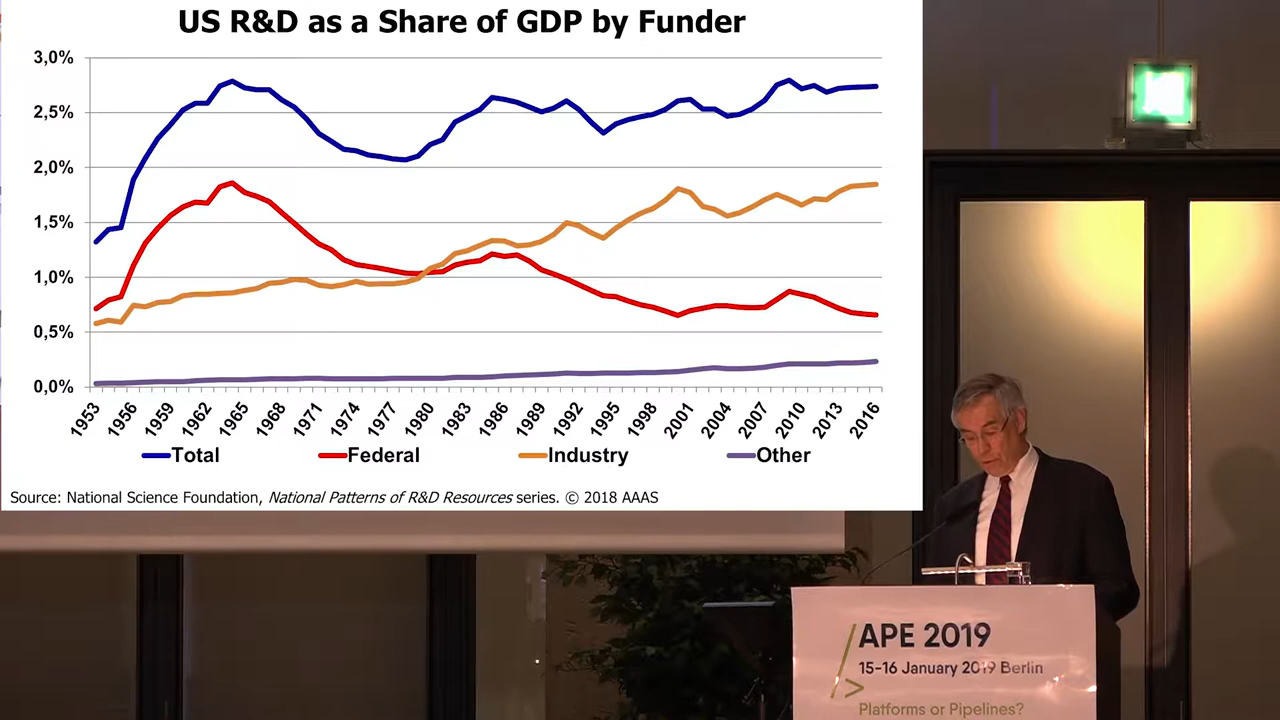 US R&D as a Share of GDP by Funder
3,0%
2,5%
2,0%
1,5%
1,0%
0,5%
0,0%
1953 1956 1959 1962 1965 1968 1971 1974 1977 1980 1983 1986 1989 1992 1995 1998 2001 2004 2007 2010 2013 2016
Total Federal Industry Other
Source: National Science Foundation, National Patterns of R&D Resources series. © 2018 AAAS
APE 2019
15-16 January 2019 Berlin
Platforms or Pipelines?